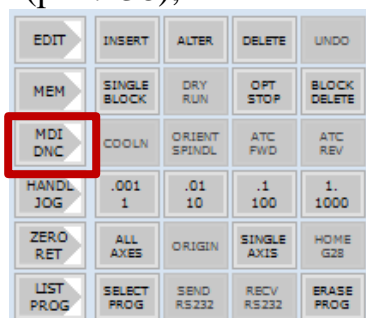 EDIT INSERT ALTER DELETE UNDO
MEM SINGLE BLOCK DRY RUN OPT STOP BLOCK DELETE
MDI DNC COOLN ORIENT SPINDL ATC FWD ATC REV
HANDL JOG .001 1 .01 10 .1 100 1. 1000
ZERO RET ALL AXES ORIGIN SINGLE AXIS HOME G28
LIST PROG SELECT PROG SEND RS232 RECV RS232 ERASE PROG